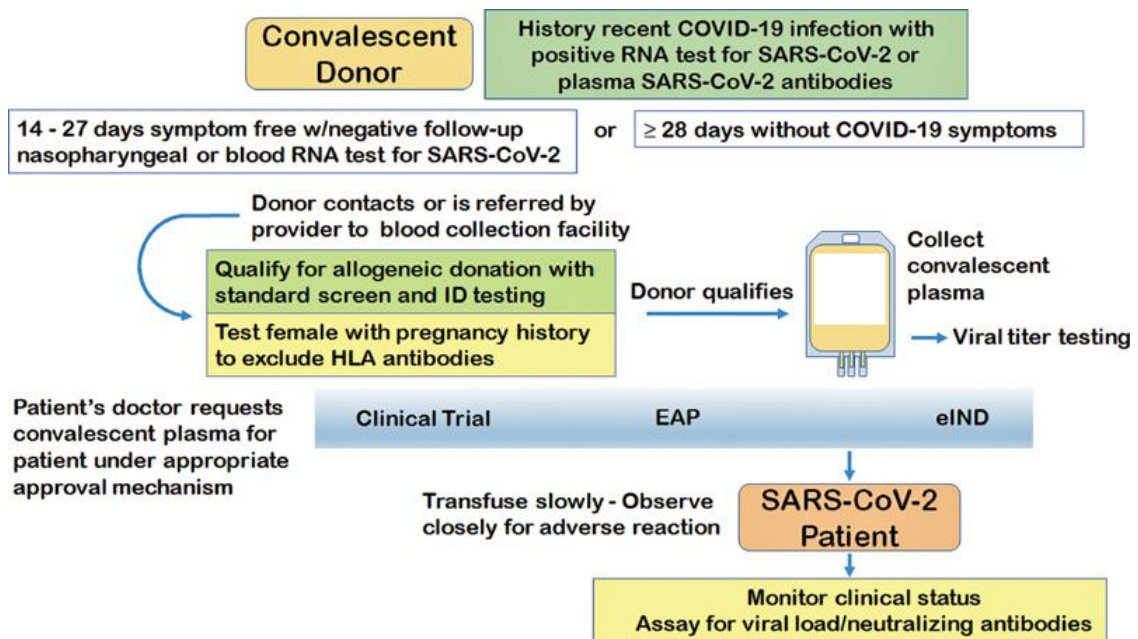 Convalescent
Donor
History recent COVID-19 infection with
positive RNA test for SARS-CoV-2 or
plasma SARS-CoV-2 antibodies
14 - 27 days symptom free w/negative follow-up
nasopharyngeal or blood RNA test for SARS-CoV-2
or
≥ 28 days without COVID-19 symptoms
Donor contacts or is referred by
provider to blood collection facility
Qualify for allogeneic donation with
standard screen and ID testing
Test female with pregnancy history
to exclude HLA antibodies
Donor qualifies
Collect
convalescent
plasma
Viral titer testing
Patient's doctor requests
convalescent plasma for
patient under appropriate
approval mechanism
Clinical Trial
EAP
eIND
Transfuse slowly - Observe
closely for adverse reaction
SARS-CoV-2
Patient
Monitor clinical status
Assay for viral load/neutralizing antibodies